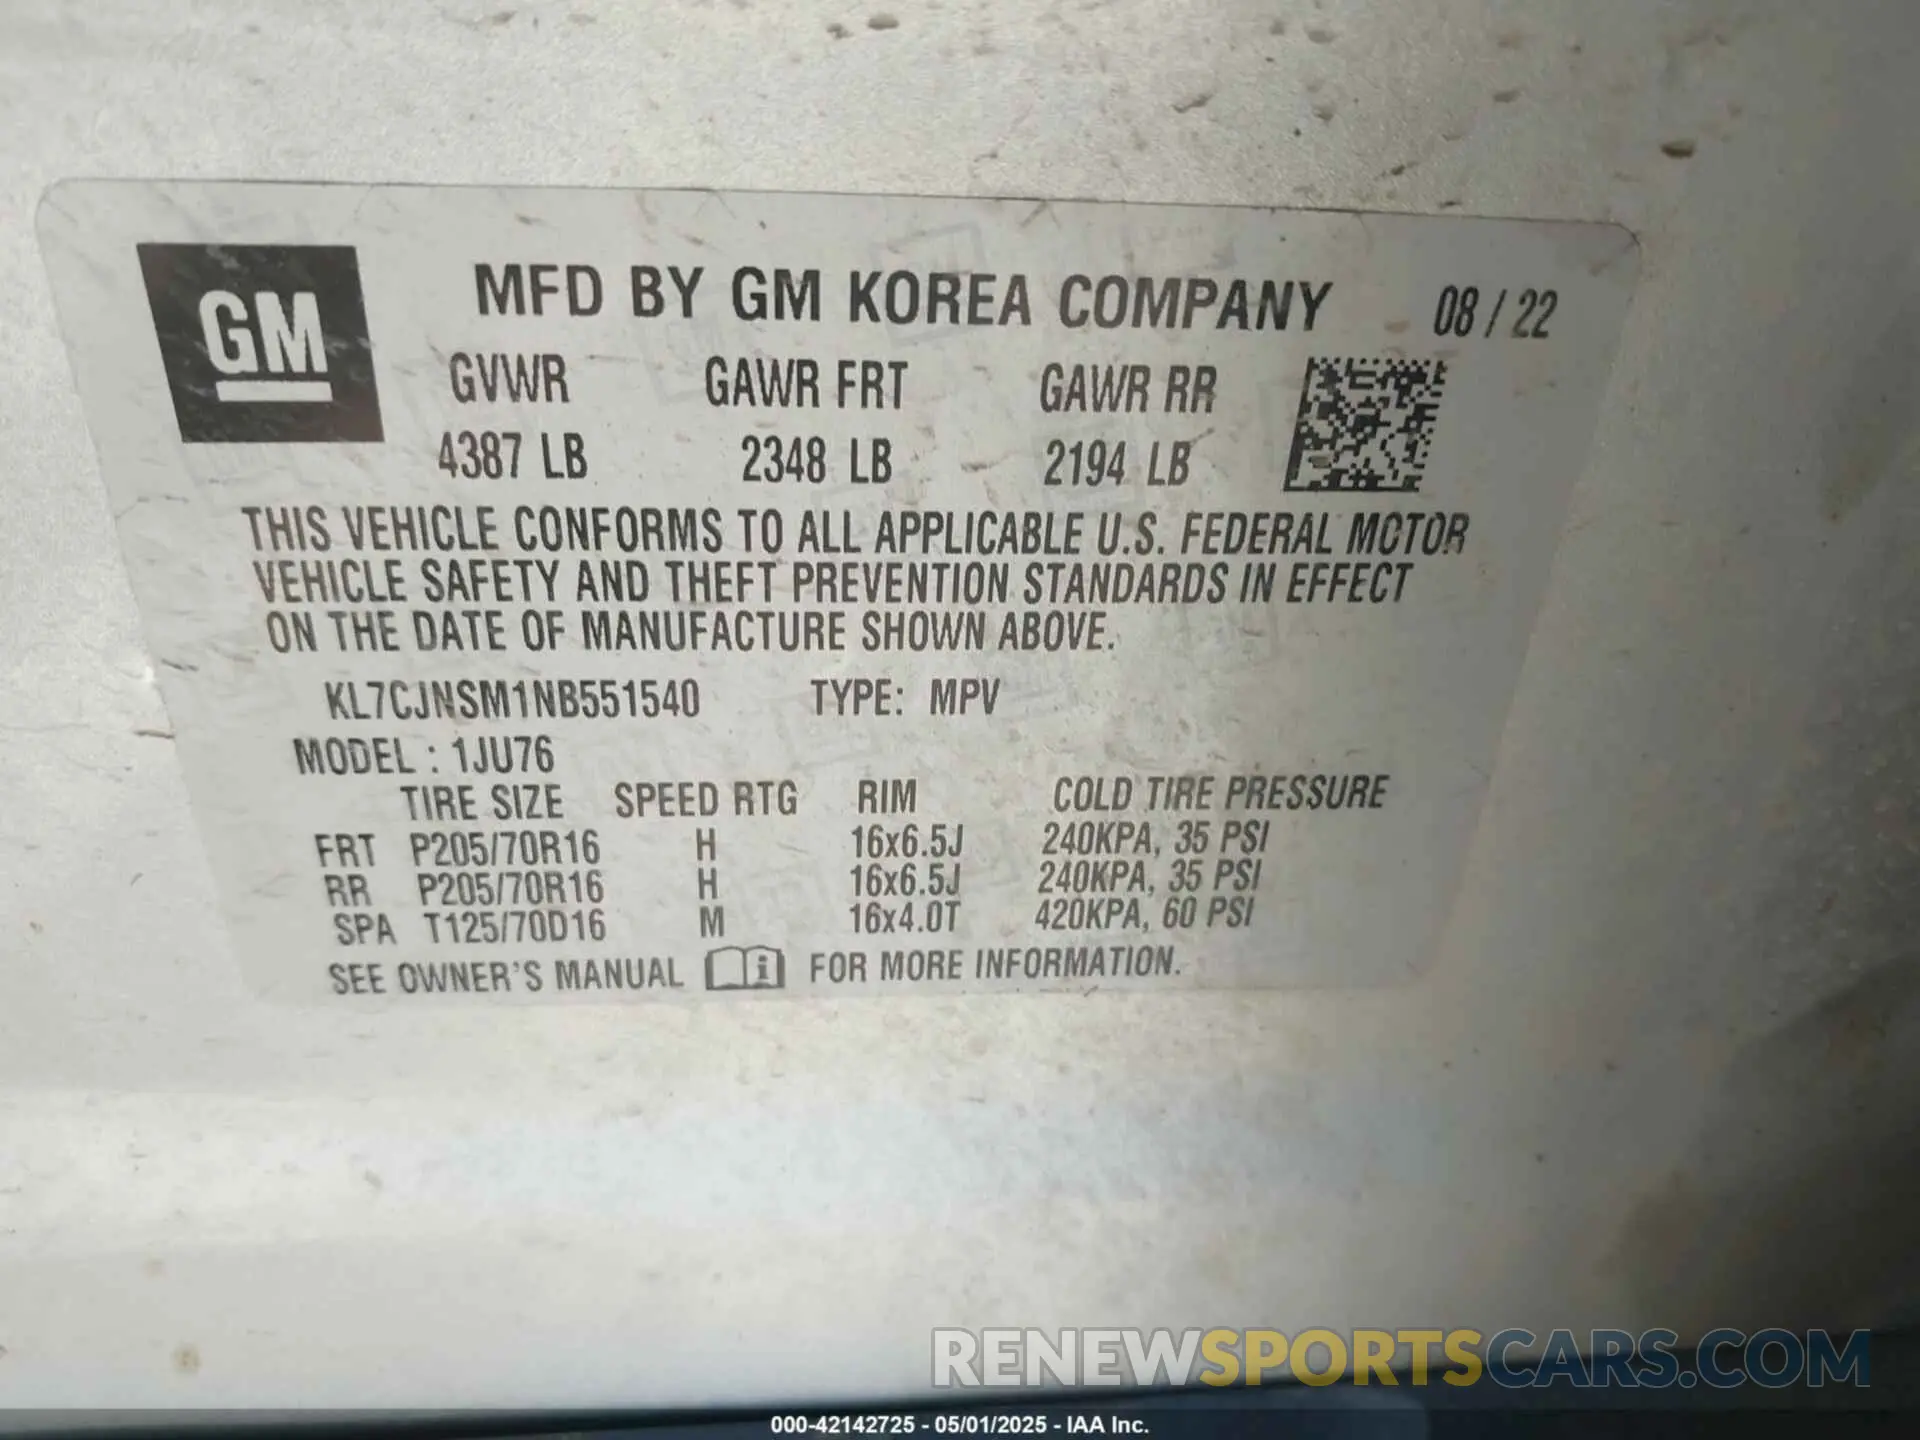 GM
MFD BY GM KOREA COMPANY 08 / 22
GVWR GAWR FRT GAWR RR
4387 LB 2348 LB 2194 LB
THIS VEHICLE CONFORMS TO ALL APPLICABLE U.S. FEDERAL MOTOR
VEHICLE SAFETY AND THEFT PREVENTION STANDARDS IN EFFECT
ON THE DATE OF MANUFACTURE SHOWN ABOVE.
KL7CJNSM1NB551540 TYPE: MPV
MODEL : 1JU76
TIRE SIZE SPEED RTG RIM COLD TIRE PRESSURE
FRT P205/70R16 H 16x6.5J 240KPA, 35 PSI
RR P205/70R16 H 16x6.5J 240KPA, 35 PSI
SPA T125/70D16 M 16x4.0T 420KPA, 60 PSI
SEE OWNER'S MANUAL FOR MORE INFORMATION.
RENEWSPORTSCARS.COM
000-42142725 - 05/01/2025 - IAA Inc.